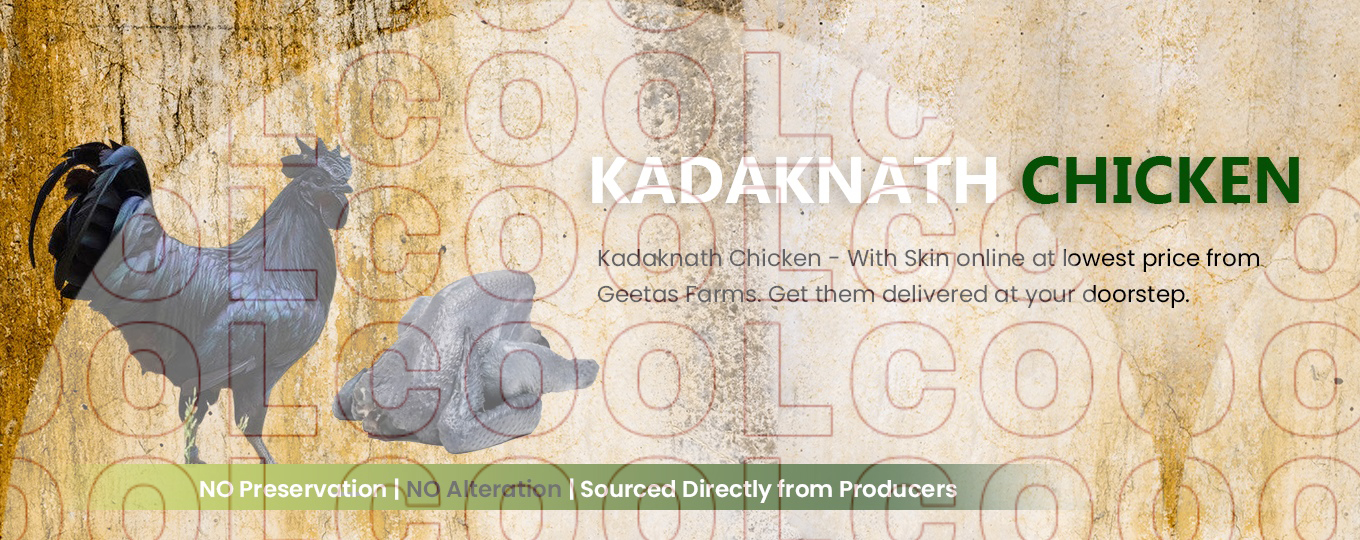 COOLCOOLC
KADAKNATH CHICKEN
Kadaknath Chicken - With Skin online at lowest price from
Geetas Farms. Get them delivered at your doorstep.
NO Preservation | NO Alteration | Sourced Directly from Producers